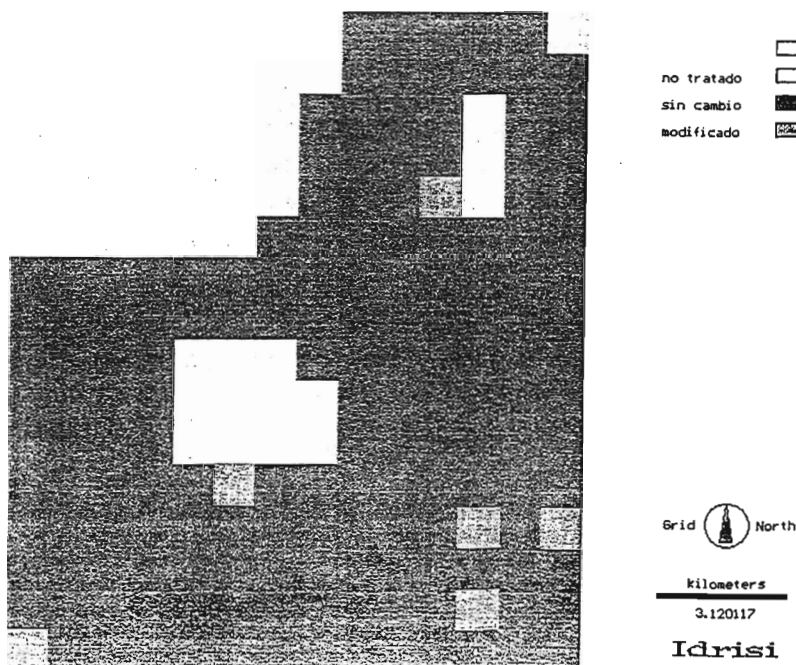 no tratado
sin cambio
modificado
Grid North
kilometers
3.120117
Idrisi